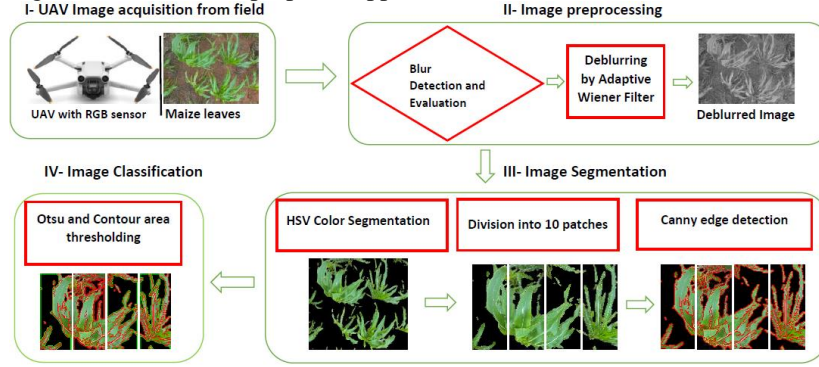 I- UAV Image acquisition from field
II- Image preprocessing
UAV with RGB sensor
Maize leaves
Blur
Detection and
Evaluation
Deblurring
by Adaptive
Wiener Filter
Deblurred Image
IV- Image Classification
III- Image Segmentation
Otsu and Contour area
thresholding
HSV Color Segmentation
Division into 10 patches
Canny edge detection